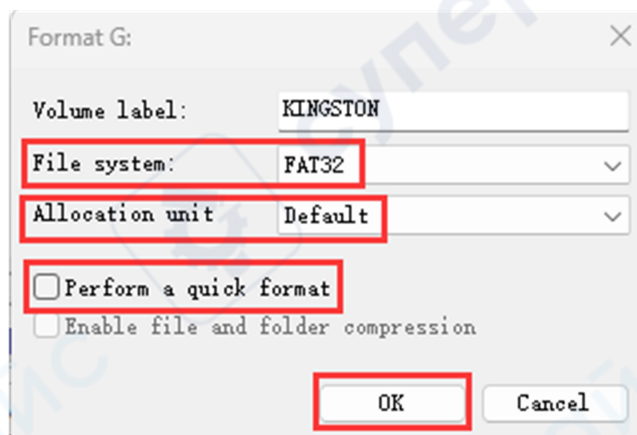 Format G:
Volume label: KINGSTON
File system: FAT32
Allocation unit Default
Perform a quick format
Enable file and folder compression
OK Cancel